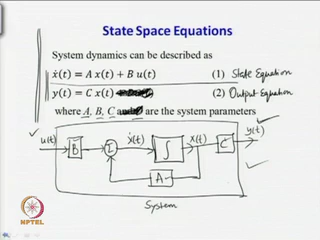 State Space Equations
System dynamics can be described as
ẋ(t) = A x(t) + B u(t) (1) State Equation
y(t) = C x(t) (2) Output Equation
where A, B, C are the system parameters
u(t) B Σ ẋ(t) ∫ x(t) C y(t)
A
System
NPTEL